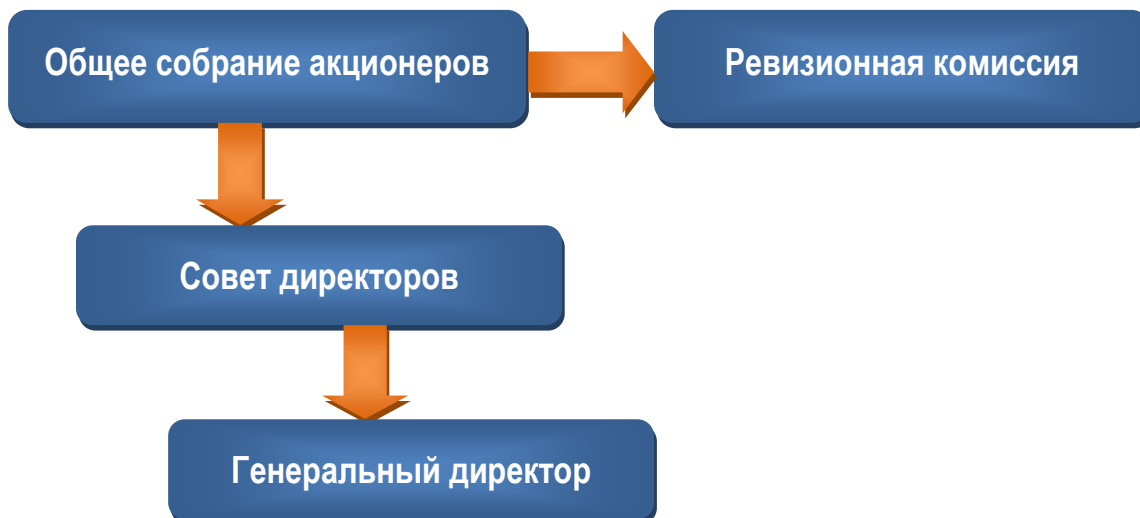 Общее собрание акционеров
Ревизионная комиссия
Совет директоров
Генеральный директор